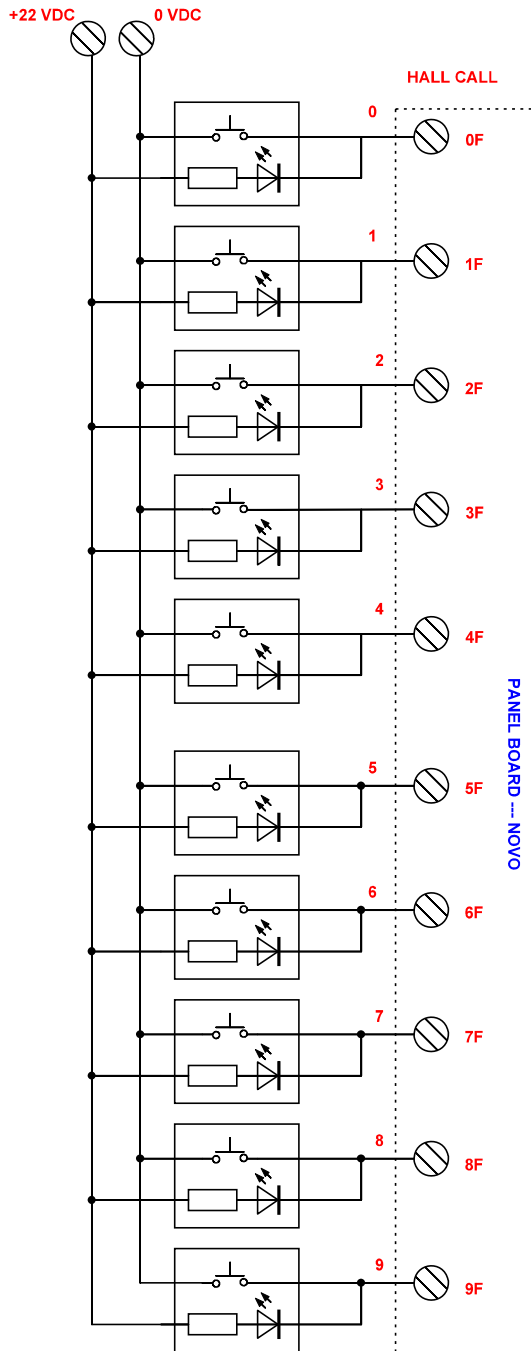 +22 VDC
0 VDC
HALL CALL
0
0F
1
1F
2
2F
3
3F
4
4F
PANEL BOARD --- NOVO
5
5F
6
6F
7
7F
8
8F
9
9F